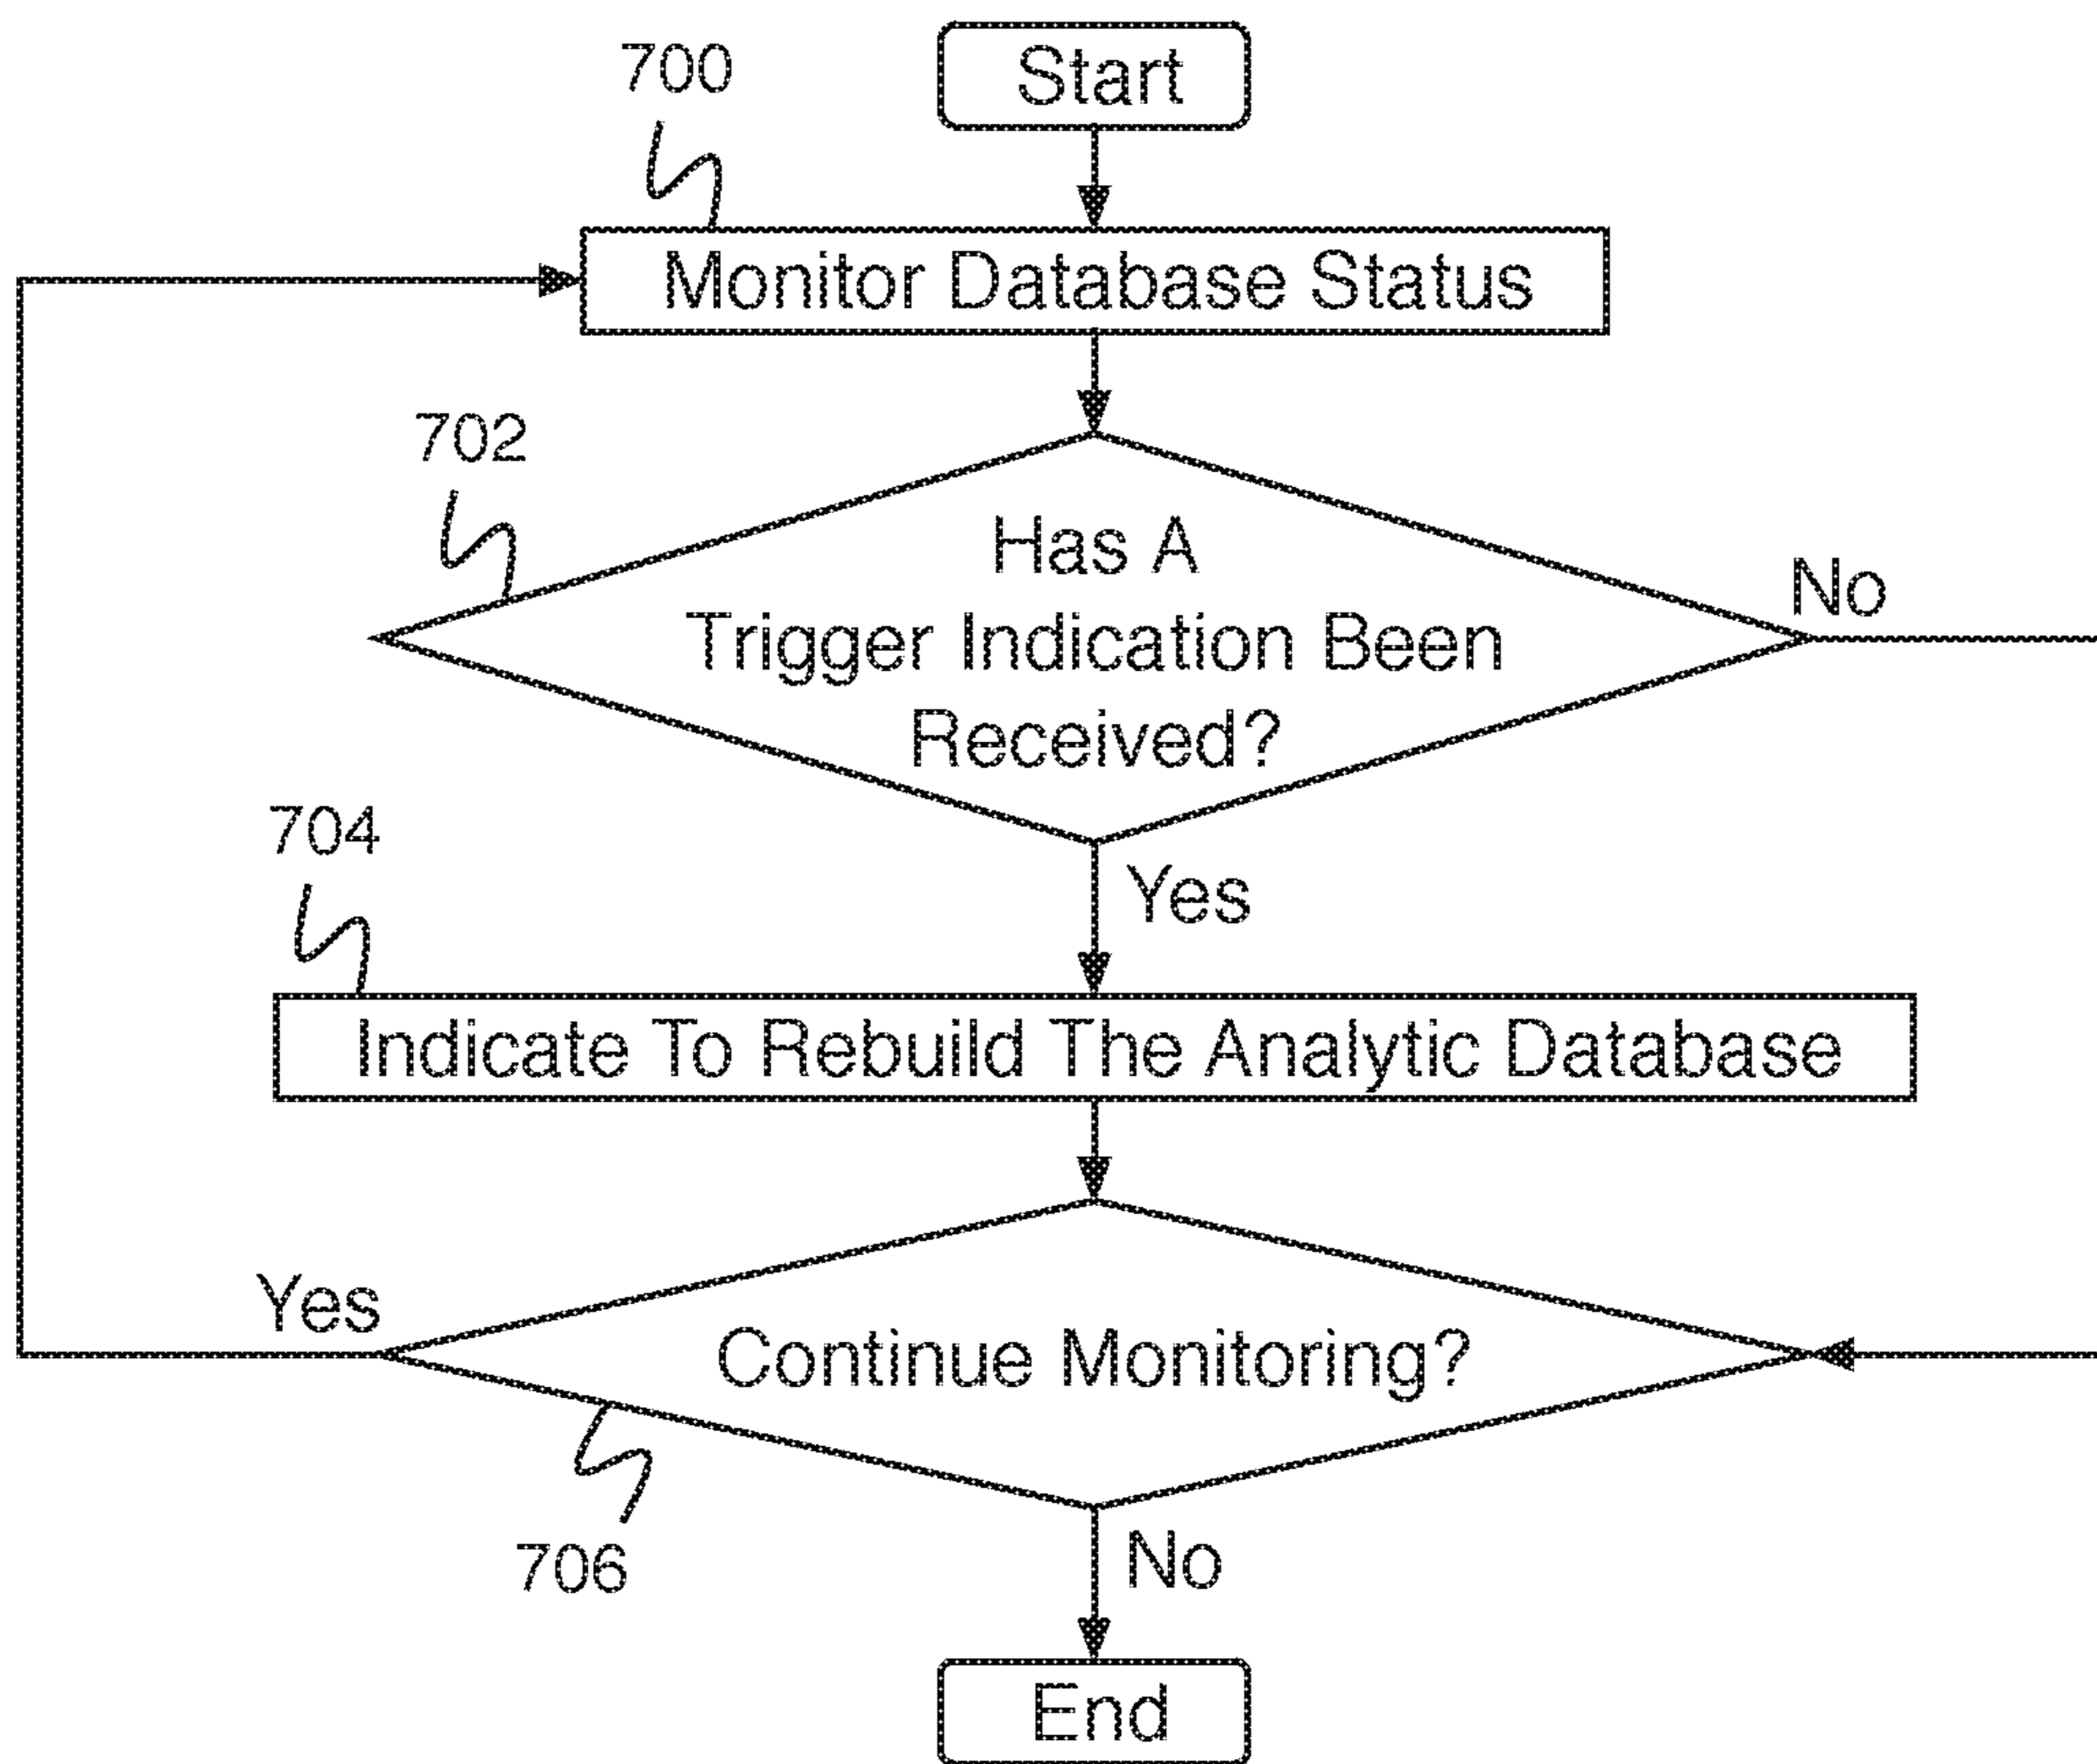 Start
700
Monitor Database Status
702
Has A
Trigger Indication Been
Received?
No
Yes
704
Indicate To Rebuild The Analytic Database
Yes
Continue Monitoring?
706
No
End